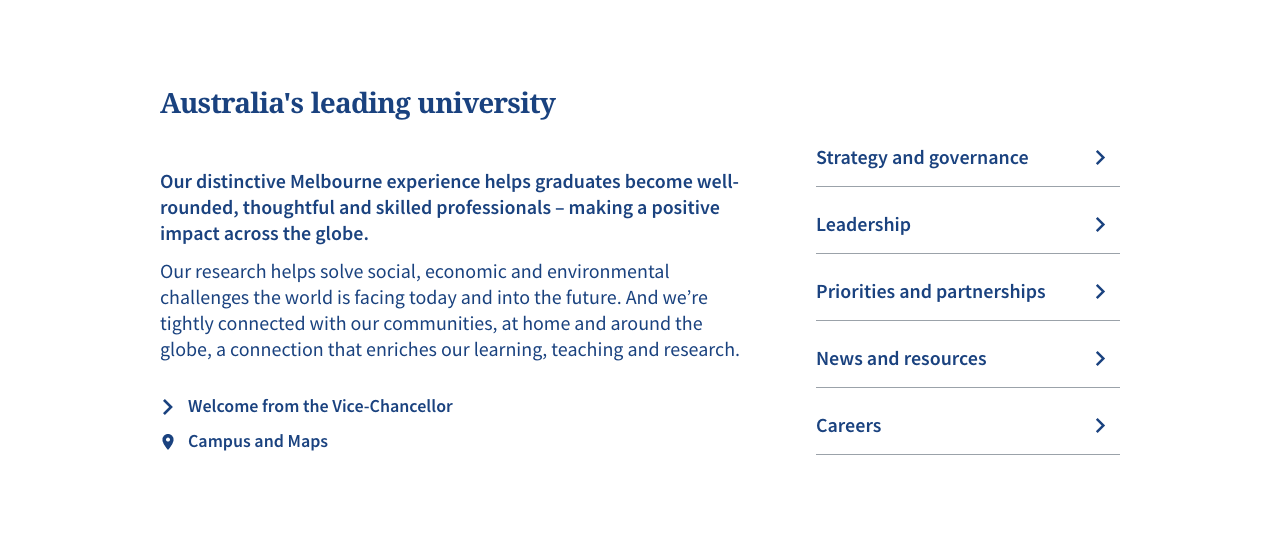 Australia's leading university
Our distinctive Melbourne experience helps graduates become well-
rounded, thoughtful and skilled professionals – making a positive
impact across the globe.
Our research helps solve social, economic and environmental
challenges the world is facing today and into the future. And we’re
tightly connected with our communities, at home and around the
globe, a connection that enriches our learning, teaching and research.
Welcome from the Vice-Chancellor
Campus and Maps
Strategy and governance
Leadership
Priorities and partnerships
News and resources
Careers